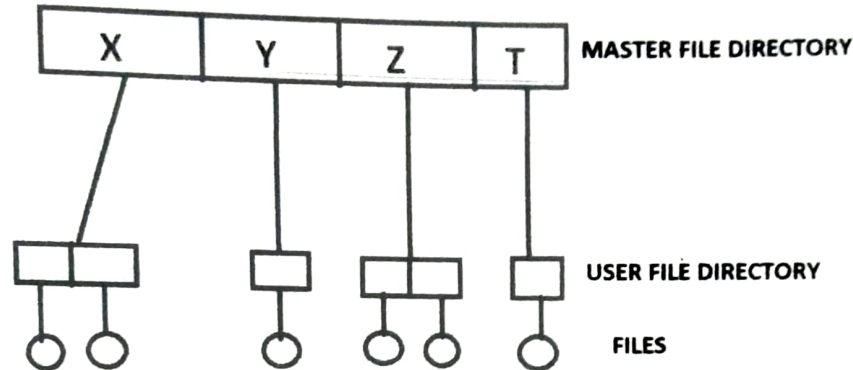 X Y Z T MASTER FILE DIRECTORY
USER FILE DIRECTORY
FILES